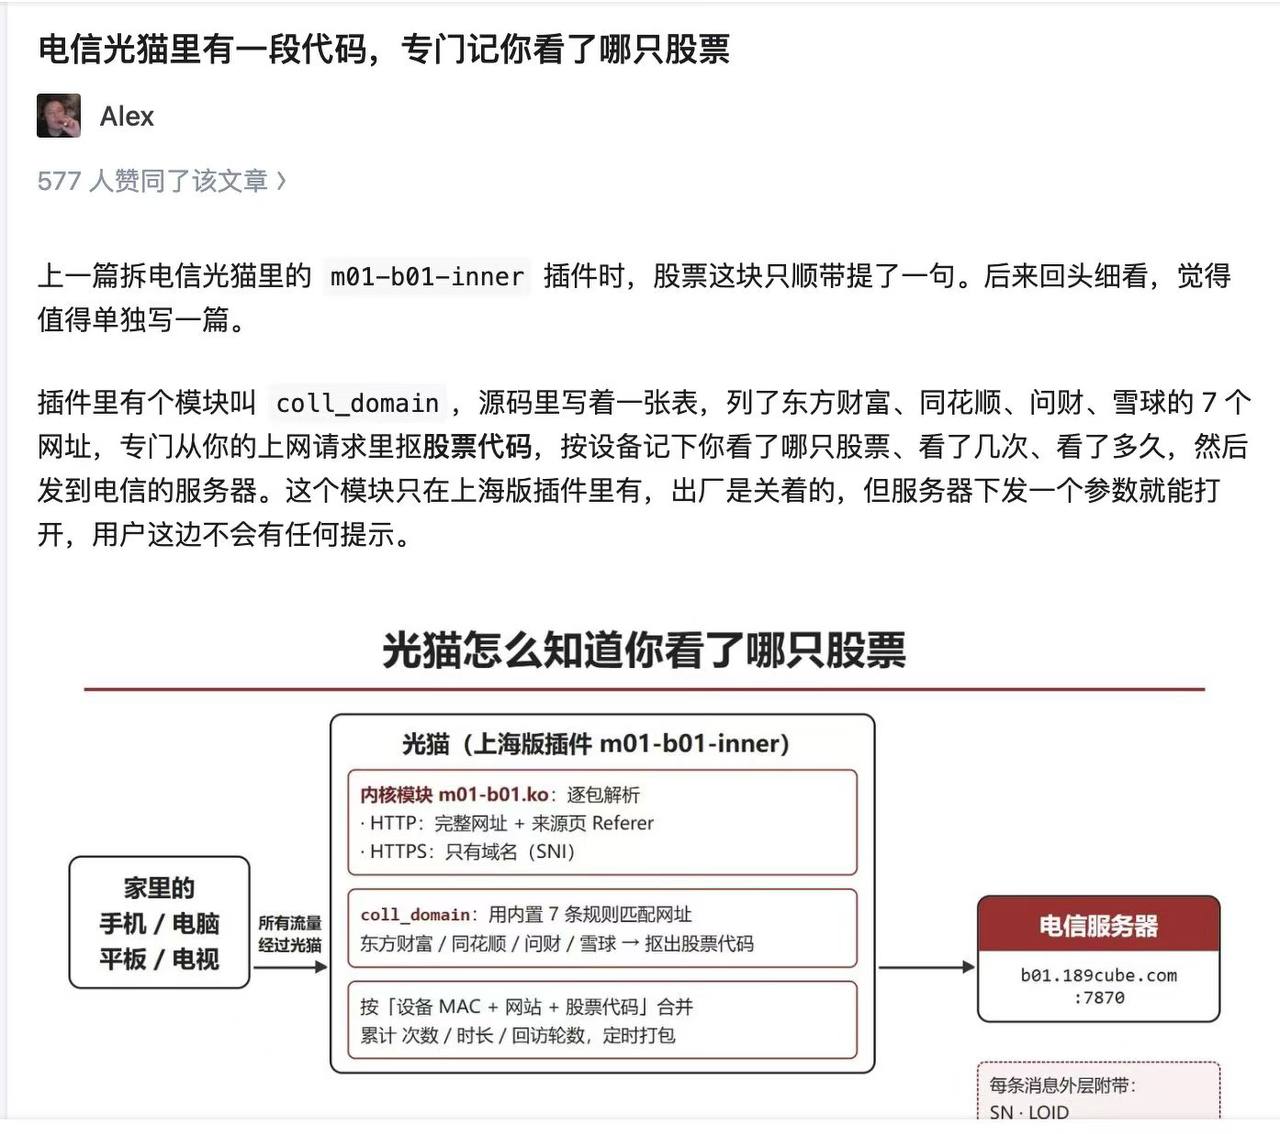 电信光猫里有一段代码，专门记你看了哪只股票
Alex
577 人赞同了该文章 〉
上一篇拆电信光猫里的 m01-b01-inner 插件时，股票这块只顺带提了一句。后来回头细看，觉得
值得单独写一篇。
插件里有个模块叫 coll_domain ，源码里写着一张表，列了东方财富、同花顺、问财、雪球的 7 个
网址，专门从你的上网请求里抠股票代码，按设备记下你看了哪只股票、看了几次、看了多久，然后
发到电信的服务器。这个模块只在上海版插件里有，出厂是关着的，但服务器下发一个参数就能打
开，用户这边不会有任何提示。
光猫怎么知道你看了哪只股票
家里的
手机 / 电脑
平板 / 电视
所有流量
经过光猫
光猫（上海版插件 m01-b01-inner）
内核模块 m01-b01.ko：逐包解析
· HTTP：完整网址 + 来源页 Referer
· HTTPS：只有域名（SNI）
coll_domain：用内置 7 条规则匹配网址
东方财富 / 同花顺 / 问财 / 雪球 → 抠出股票代码
按「设备 MAC + 网站 + 股票代码」合并
累计 次数 / 时长 / 回访轮数，定时打包
电信服务器
b01.189cube.com
:7870
每条消息外层附带：
SN · LOID